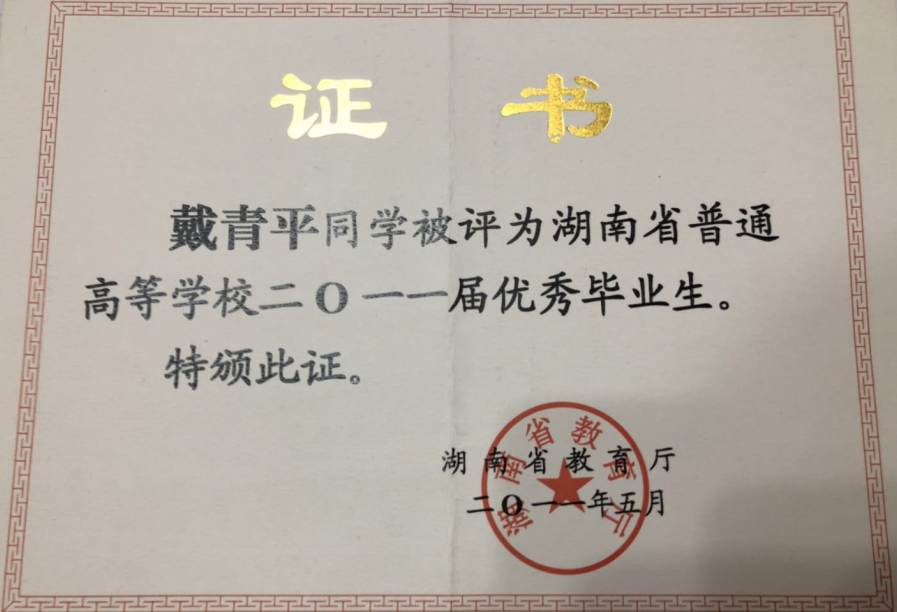 证 书
戴青平同学被评为湖南省普通
高等学校二〇一一届优秀毕业生。
特颁此证。
湖南省教育厅
二〇一一年五月
湖南省教育厅